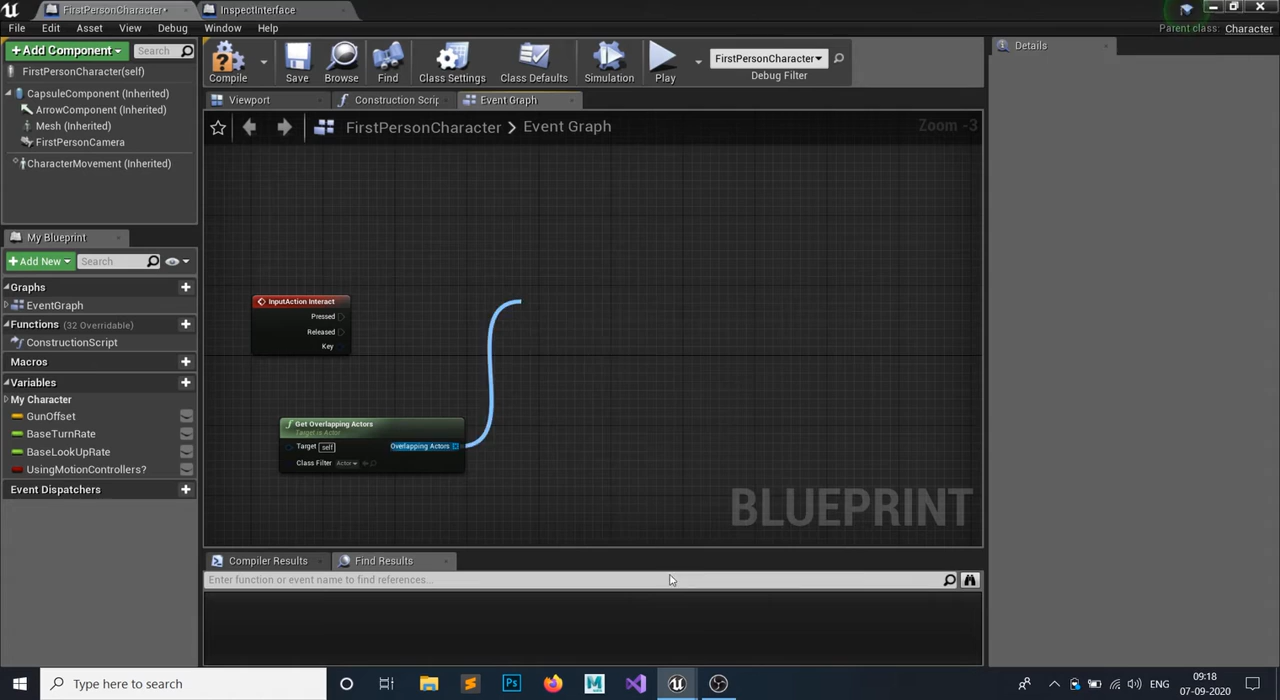 FirstPersonCharacter*
InspectInterface
File Edit Asset View Debug Window Help
Parent class: Character
+Add Component
Search
FirstPersonCharacter(self)
CapsuleComponent (Inherited)
ArrowComponent (Inherited)
Mesh (Inherited)
FirstPersonCamera
CharacterMovement (Inherited)
Compile
Save
Browse
Find
Class Settings
Class Defaults
Simulation
Play
FirstPersonCharacter
Debug Filter
Details
Viewport
Construction Scrip
Event Graph
FirstPersonCharacter > Event Graph
Zoom -3
My Blueprint
+Add New
Search
Graphs
EventGraph
Functions (32 Overridable)
ConstructionScript
Macros
Variables
My Character
GunOffset
BaseTurnRate
BaseLookUpRate
UsingMotionControllers?
Event Dispatchers
InputAction Interact
Pressed
Released
Key
Get Overlapping Actors
Target is Actor
Target self
Overlapping Actors
Class Filter Actor
BLUEPRINT
Compiler Results
Find Results
Enter function or event name to find references...
Type here to search
ENG
09:18
07-09-2020